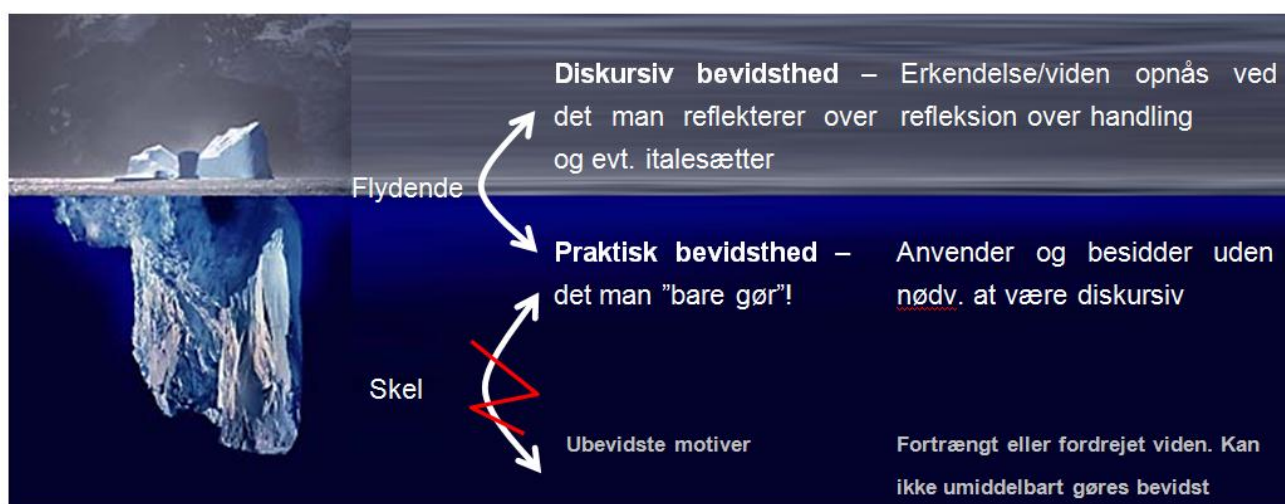 Diskursiv bevidsthed –
det man reflekterer over
og evt. italesætter
Erkendelse/viden opnås ved
refleksion over handling
Flydende
Praktisk bevidsthed –
det man ”bare gør”!
Anvender og besidder uden
nødv. at være diskursiv
Skel
Ubevidste motiver
Fortrængt eller fordrejet viden. Kan
ikke umiddelbart gøres bevidst